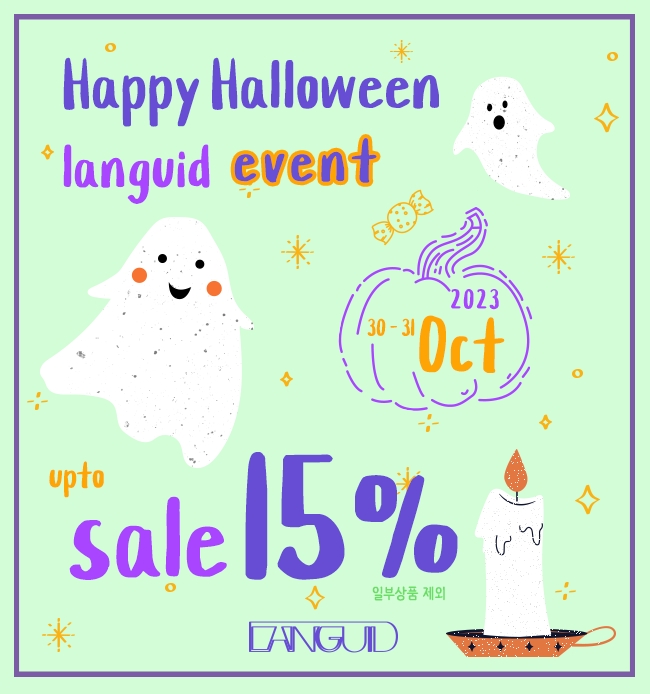 Happy Halloween
languid event
2023
30-31 Oct
upto
sale 15%
일부상품 제외
LANGUID